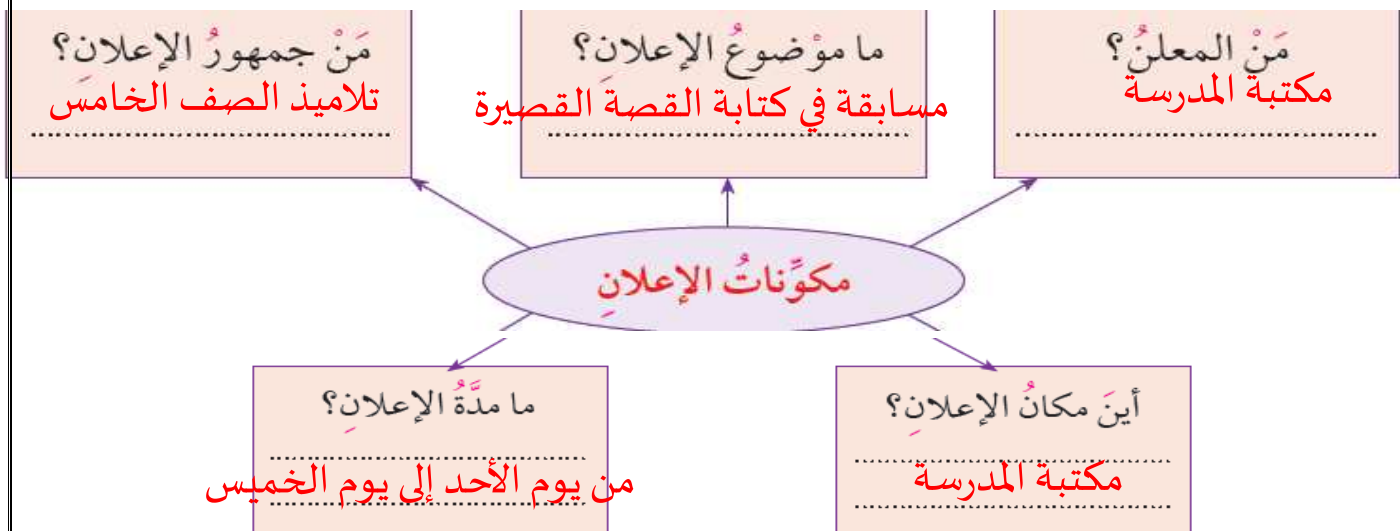 مَنْ المعلنُ؟
مكتبة المدرسة
ما موْضوعُ الإعلانِ؟
مسابقة في كتابة القصة القصيرة
مَنْ جمهورُ الإعلانِ؟
تلاميذ الصف الخامس
مكوِّناتُ الإعلانِ
أينَ مكانُ الإعلانِ؟
مكتبة المدرسة
ما مدَّةُ الإعلانِ؟
من يوم الأحد إلى يوم الخميس